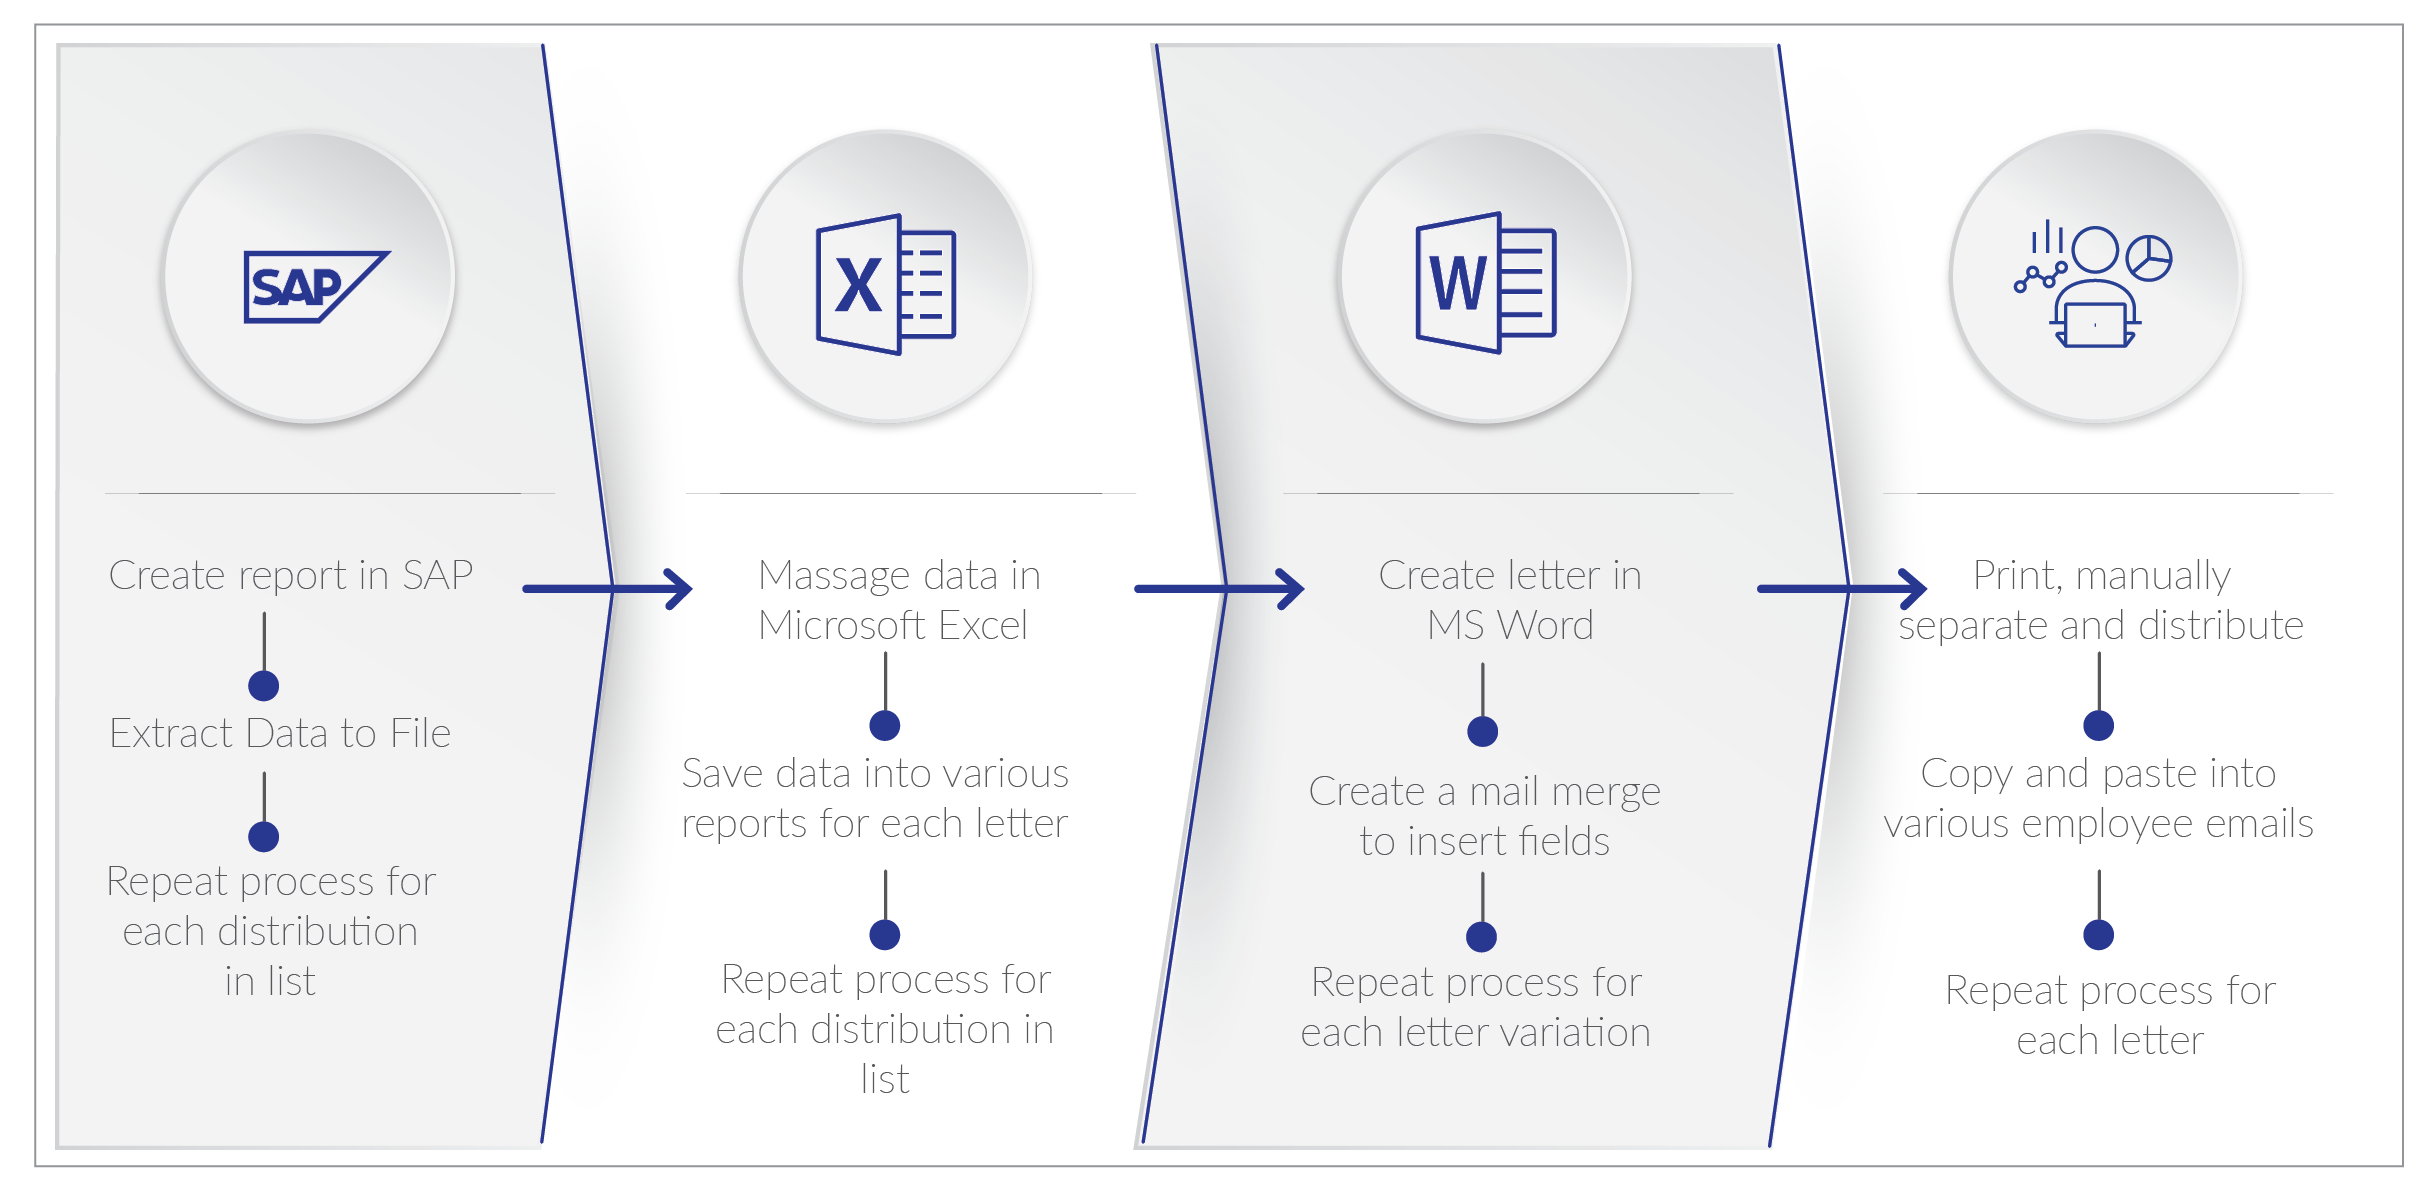 SAP
Create report in SAP
Extract Data to File
Repeat process for
each distribution
in list
X
Massage data in
Microsoft Excel
Save data into various
reports for each letter
Repeat process for
each distribution in
list
W
Create letter in
MS Word
Create a mail merge
to insert fields
Repeat process for
each letter variation
Print, manually
separate and distribute
Copy and paste into
various employee emails
Repeat process for
each letter